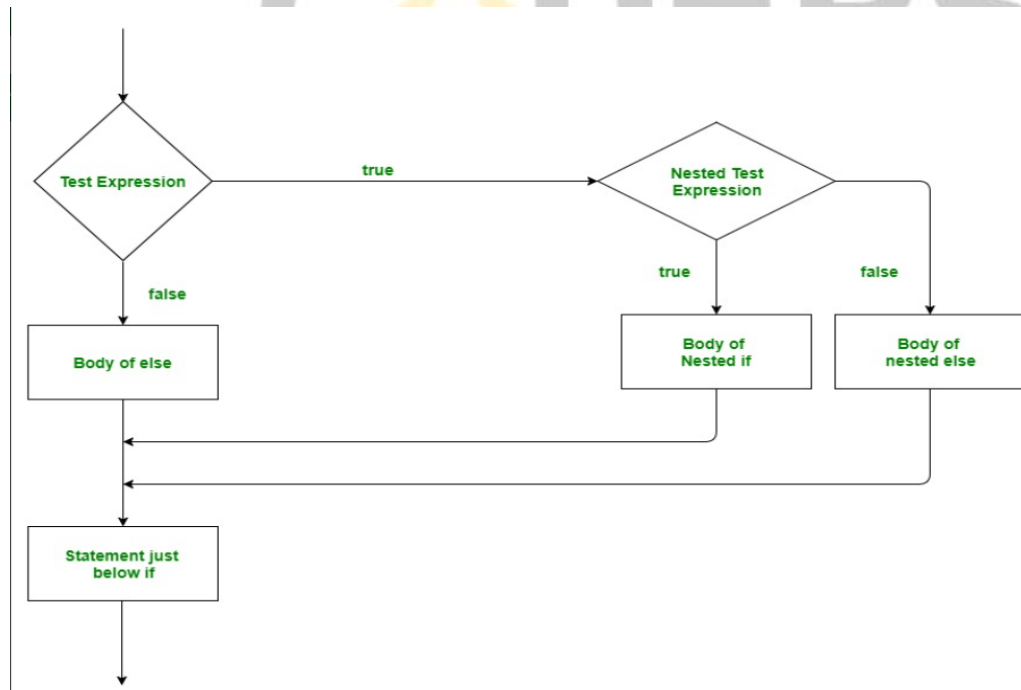 Test Expression
true
Nested Test
Expression
false
true
false
Body of else
Body of
Nested if
Body of
nested else
Statement just
below if